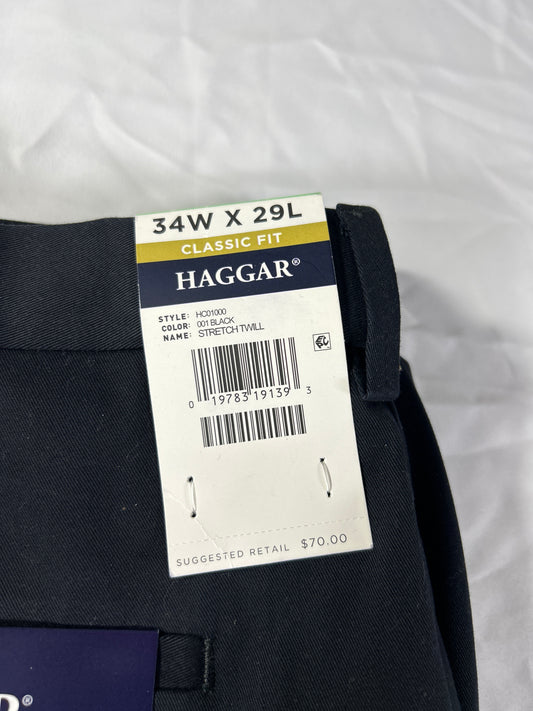 34W X 29L
CLASSIC FIT
HAGGAR®
STYLE: HC01000
COLOR: 001 BLACK
NAME: STRETCH TWILL
0 19783 19139 3
SUGGESTED RETAIL $70.00
R®